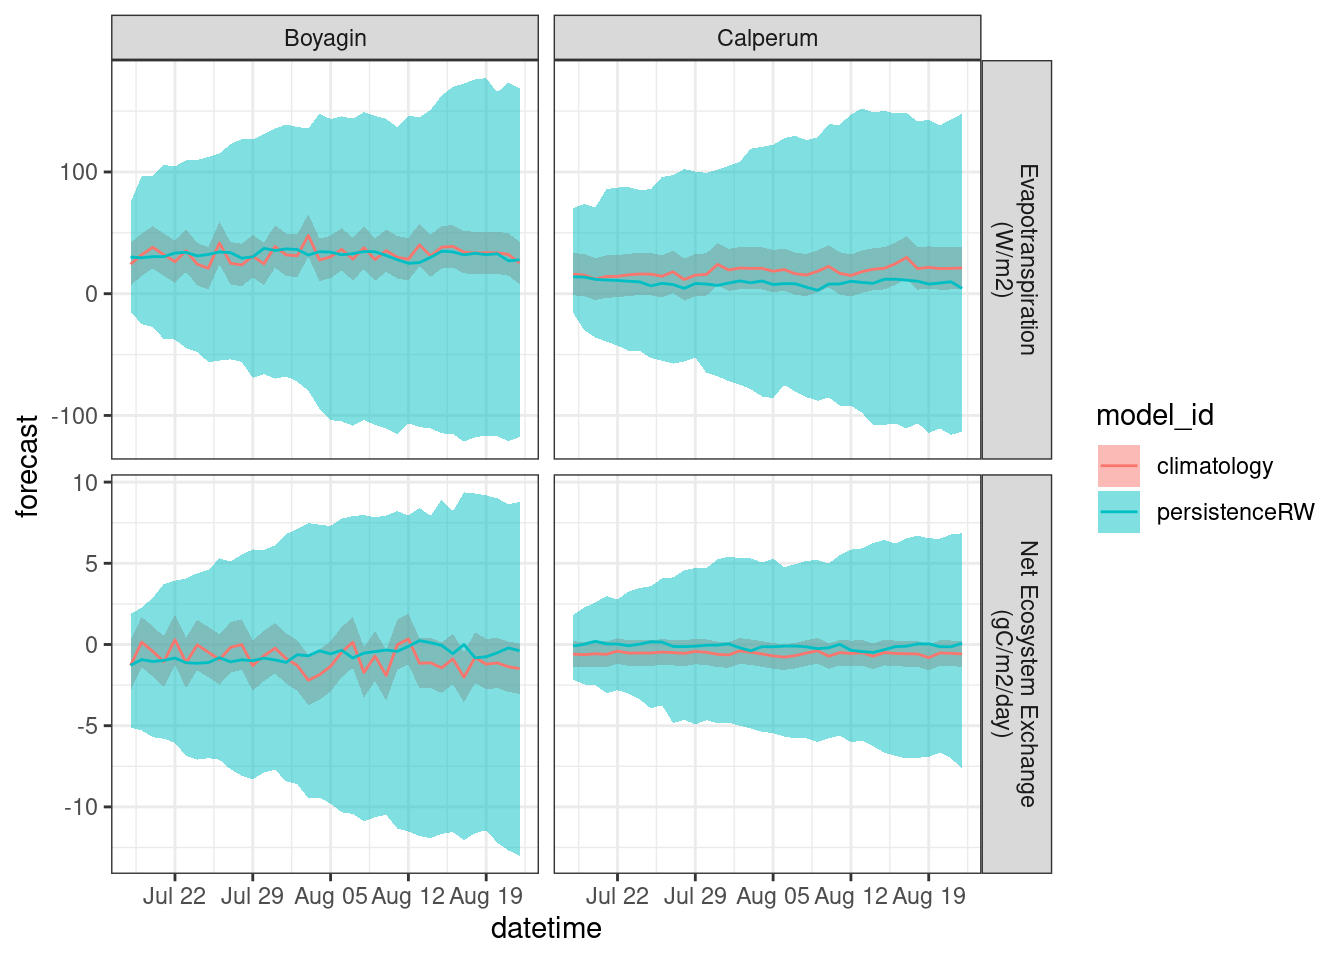 Boyagin
Calperum
100
0
-100
Evapotranspiration
(W/m2)
10
5
0
-5
-10
Net Ecosystem Exchange
(gC/m2/day)
forecast
Jul 22 Jul 29 Aug 05 Aug 12 Aug 19
Jul 22 Jul 29 Aug 05 Aug 12 Aug 19
datetime
model_id
climatology
persistenceRW